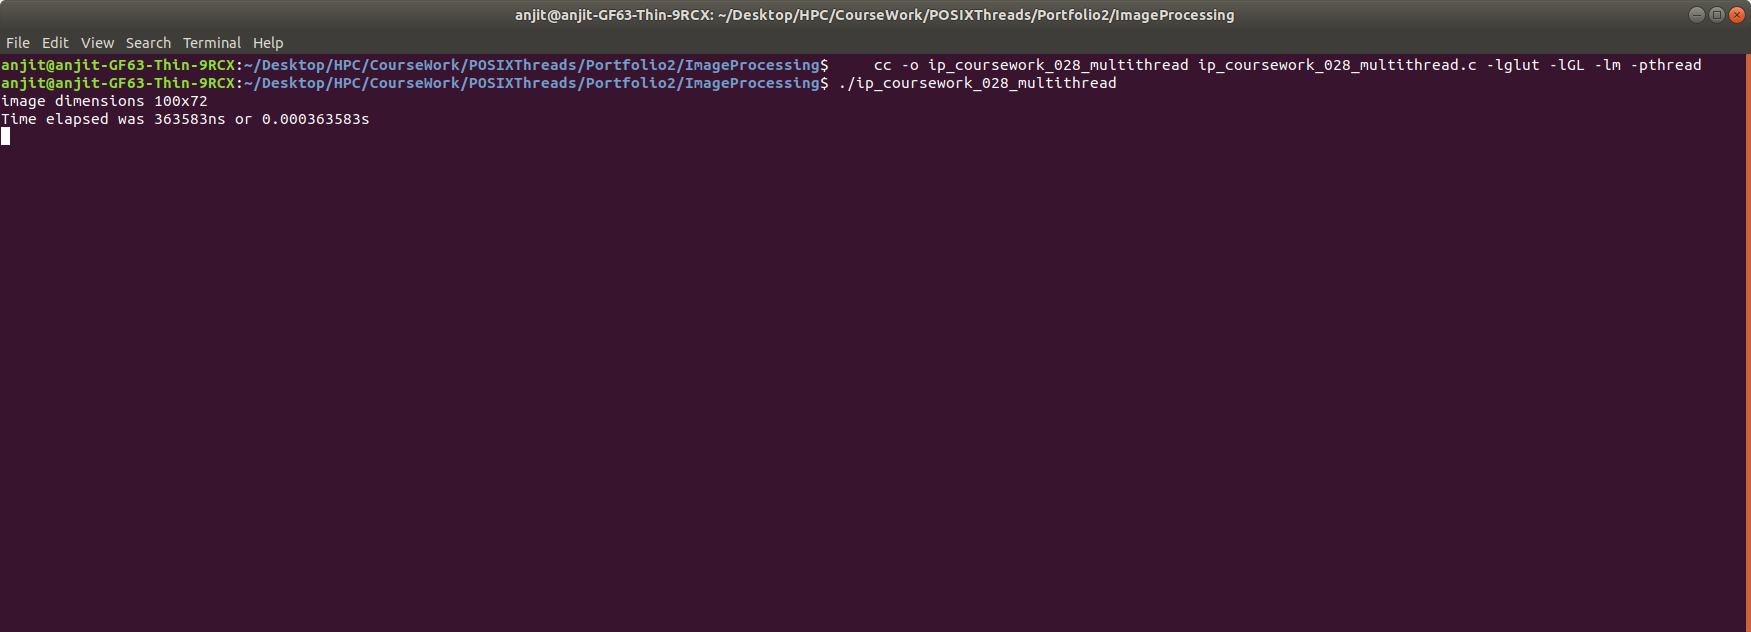 anjit@anjit-GF63-Thin-9RCX: ~/Desktop/HPC/CourseWork/POSIXThreads/Portfolio2/ImageProcessing
File Edit View Search Terminal Help
anjit@anjit-GF63-Thin-9RCX:~/Desktop/HPC/CourseWork/POSIXThreads/Portfolio2/ImageProcessing$     cc -o ip_coursework_028_multithread ip_coursework_028_multithread.c -lglut -lGL -lm -pthread
anjit@anjit-GF63-Thin-9RCX:~/Desktop/HPC/CourseWork/POSIXThreads/Portfolio2/ImageProcessing$ ./ip_coursework_028_multithread
image dimensions 100x72
Time elapsed was 363583ns or 0.000363583s